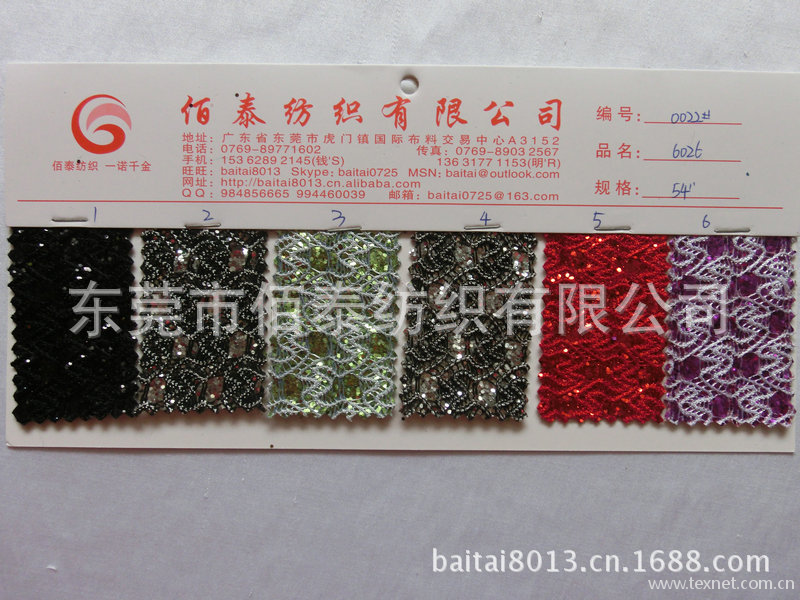 佰泰纺织有限公司
地址：广东省东莞市虎门镇国际布料交易中心A3152
电话：0769-89771602 传真：0769-8903 2567
手机：153 6289 2145(钱'S) 136 3177 1153(明'R)
旺旺：baitai8013 Skype：baitai0725 MSN：baitai@outlook.com
网址：http://baitai8013.cn.alibaba.com
QQ：984856665 994460039 邮箱：baitai0725@163.com
佰泰纺织 一诺千金
编号：0022#
品名：
规格：54"
1 2 3 4 5 6
东莞市佰泰纺织有限公司
baitai8013.cn.1688.com
www.texnet.com.cn